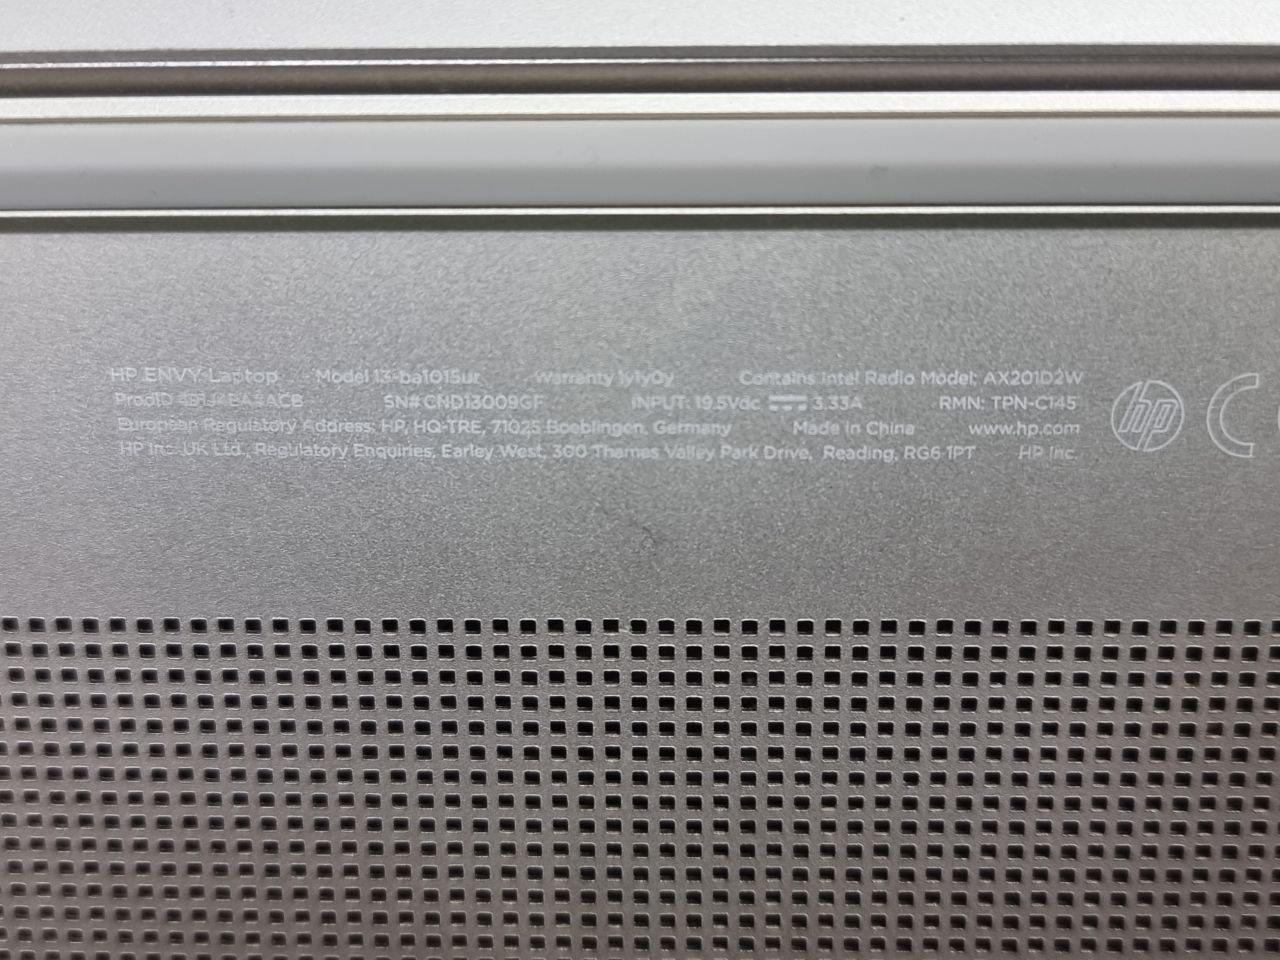 HP ENVY Laptop Model 13-ba1015ur Warranty 1y1y0y Contains Intel Radio Model: AX201D2W
ProdID SN# CND13009GF INPUT: 19.5Vdc 3.33A RMN: TPN-C145
European Regulatory Address: HP, HQ-TRE, 71025 Boeblingen, Germany Made in China www.hp.com
HP Inc. UK Ltd., Regulatory Enquiries, Earley West, 300 Thames Valley Park Drive, Reading, RG6 1PT HP Inc.
hp